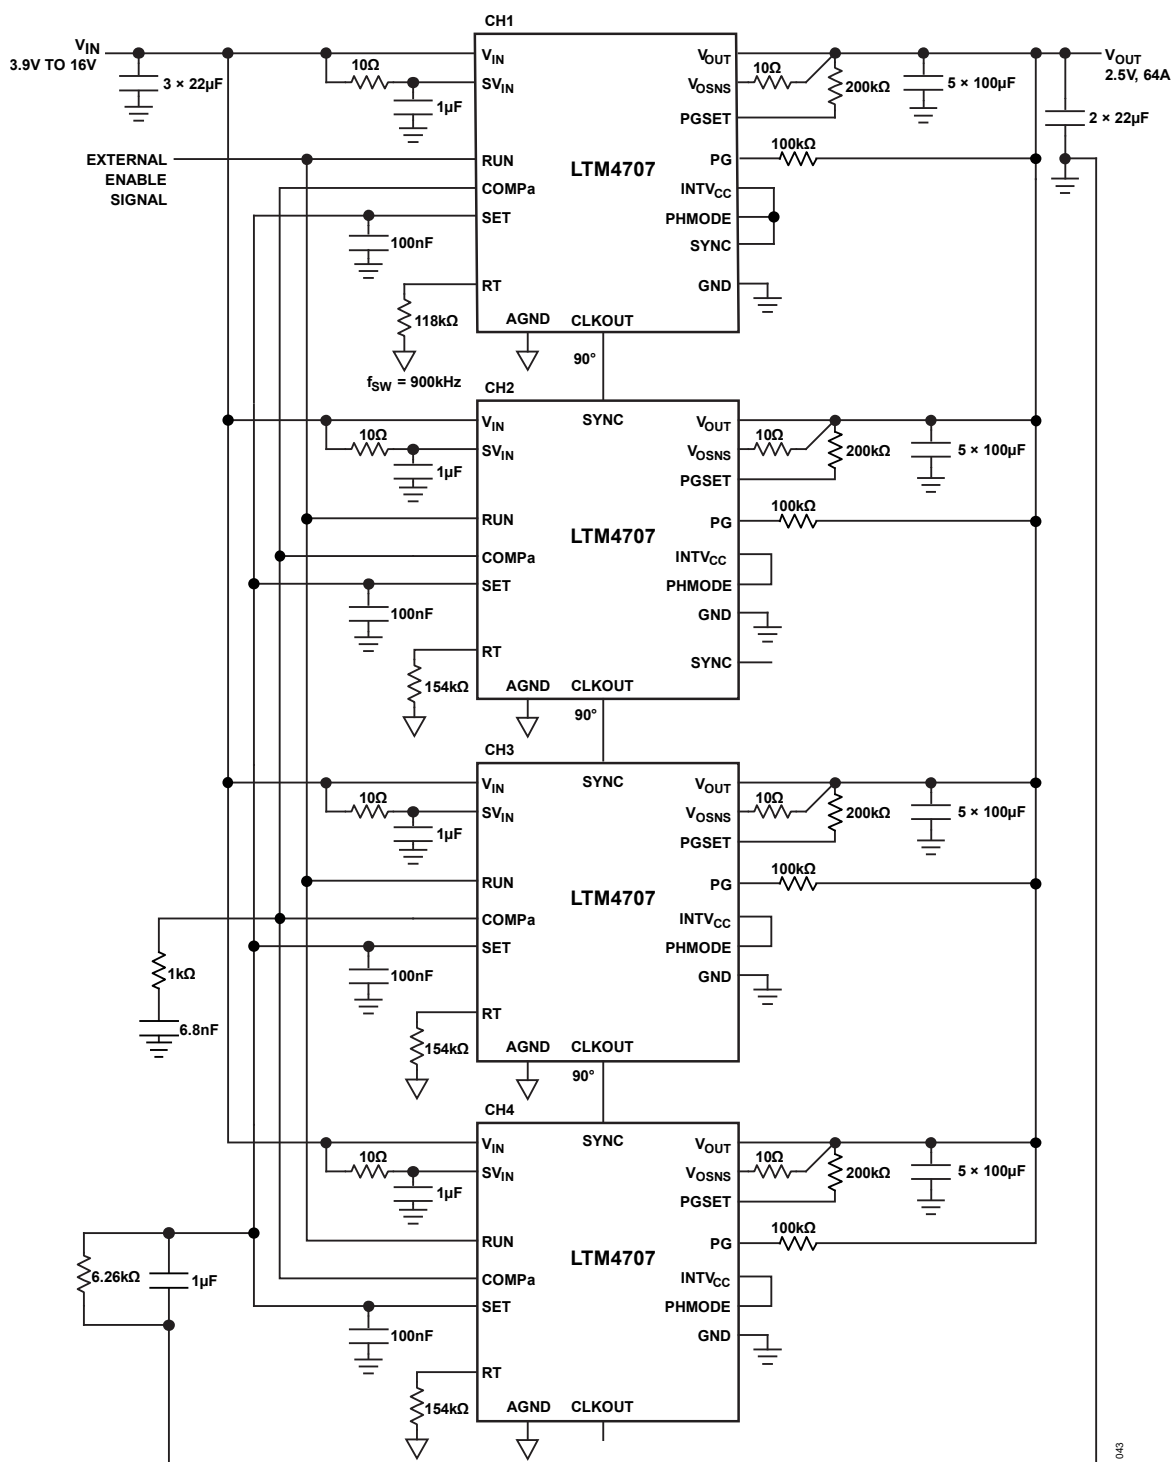 CH1
V_IN
3.9V TO 16V
3 × 22µF
10Ω
1µF
V_IN
SV_IN
V_OUT
V_OSNS
PGSET
10Ω
200kΩ
5 × 100µF
V_OUT
2.5V, 64A
2 × 22µF
EXTERNAL
ENABLE
SIGNAL
RUN
COMPa
SET
100nF
RT
118kΩ
f_SW = 900kHz
LTM4707
PG
100kΩ
INTV_CC
PHMODE
SYNC
GND
AGND
CLKOUT
90°
CH2
SYNC
V_IN
10Ω
SV_IN
1µF
V_OUT
10Ω
V_OSNS
200kΩ
5 × 100µF
PGSET
100kΩ
RUN
PG
LTM4707
COMPa
INTV_CC
SET
PHMODE
100nF
GND
RT
SYNC
154kΩ
AGND
CLKOUT
90°
CH3
SYNC
V_IN
10Ω
SV_IN
1µF
V_OUT
10Ω
V_OSNS
200kΩ
5 × 100µF
PGSET
100kΩ
RUN
PG
LTM4707
COMPa
INTV_CC
SET
PHMODE
1kΩ
100nF
GND
6.8nF
RT
154kΩ
AGND
CLKOUT
90°
CH4
SYNC
V_IN
10Ω
SV_IN
1µF
V_OUT
10Ω
V_OSNS
200kΩ
5 × 100µF
PGSET
100kΩ
RUN
PG
LTM4707
6.26kΩ
1µF
COMPa
INTV_CC
SET
PHMODE
100nF
GND
RT
154kΩ
AGND
CLKOUT
043